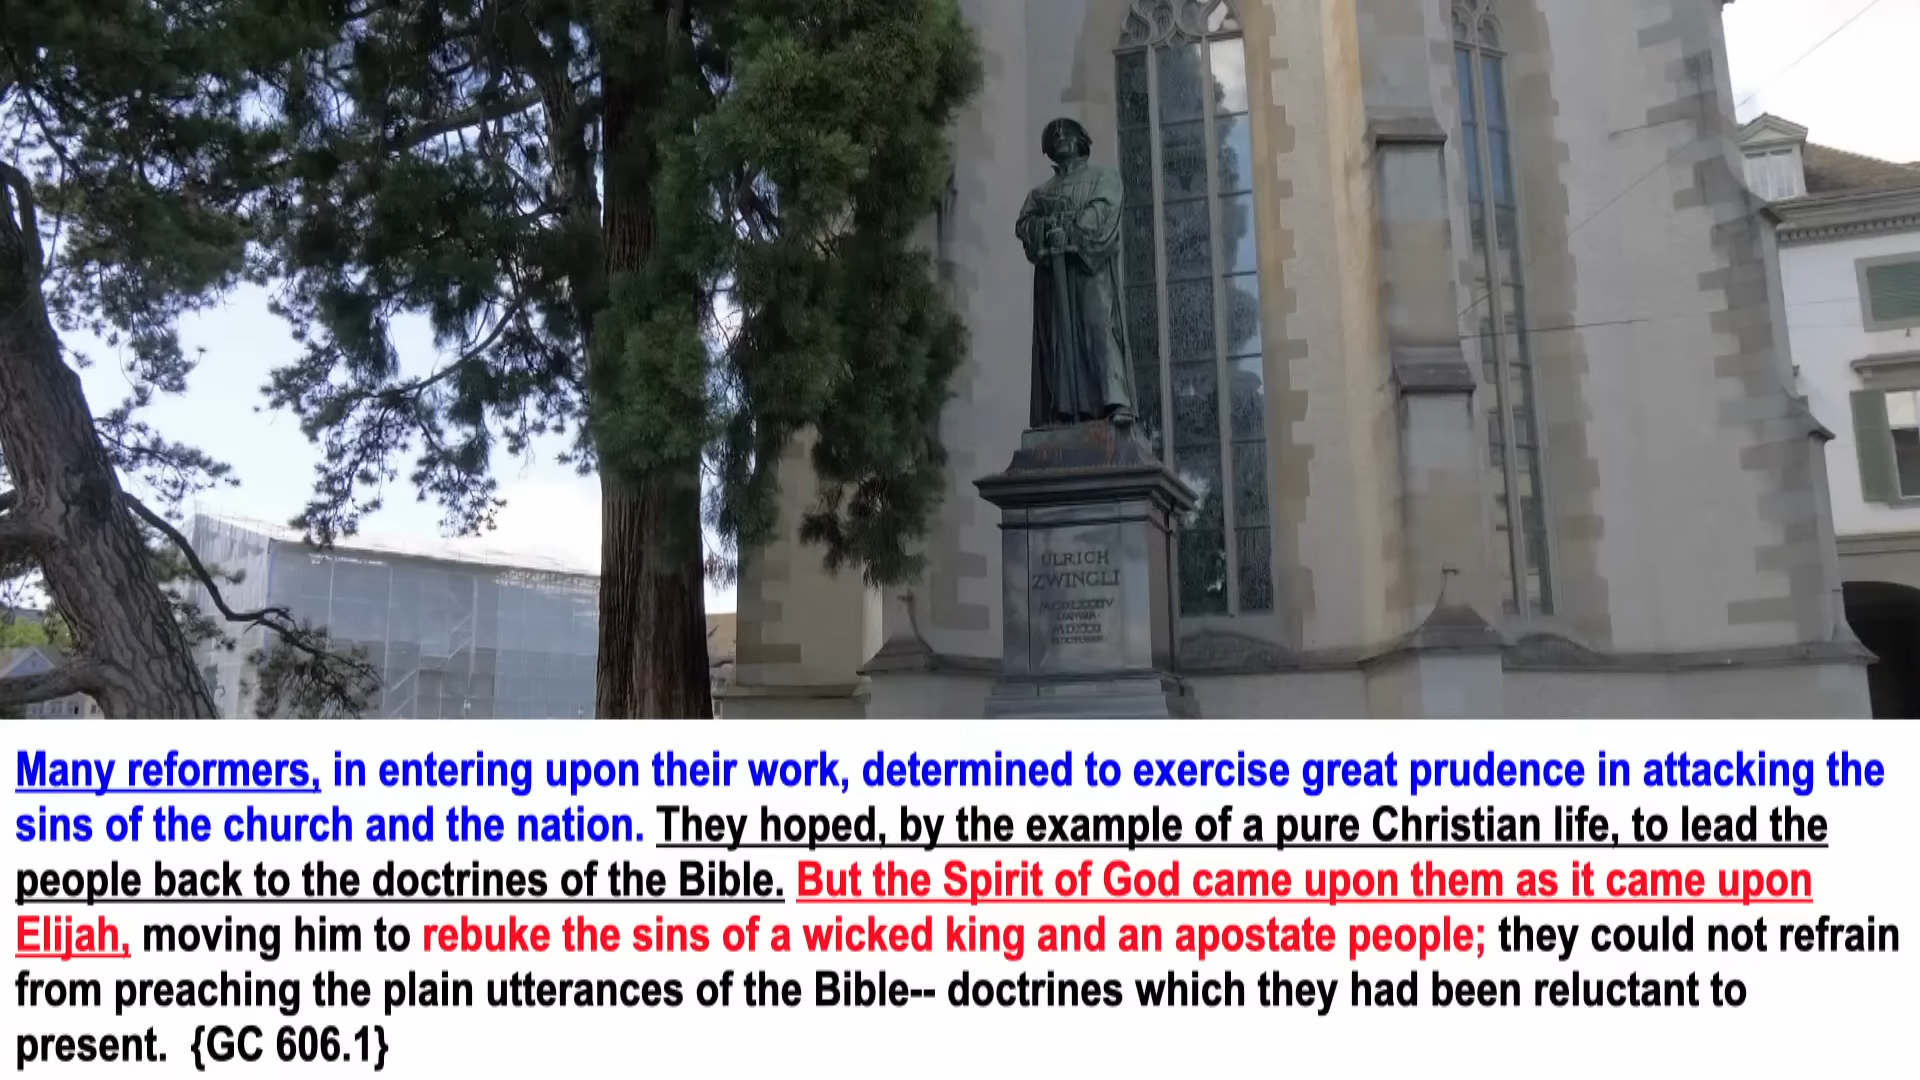 ULRICH
ZWINGLI
MDXXXI
Many reformers, in entering upon their work, determined to exercise great prudence in attacking the
sins of the church and the nation. They hoped, by the example of a pure Christian life, to lead the
people back to the doctrines of the Bible. But the Spirit of God came upon them as it came upon
Elijah, moving him to rebuke the sins of a wicked king and an apostate people; they could not refrain
from preaching the plain utterances of the Bible-- doctrines which they had been reluctant to
present. {GC 606.1}